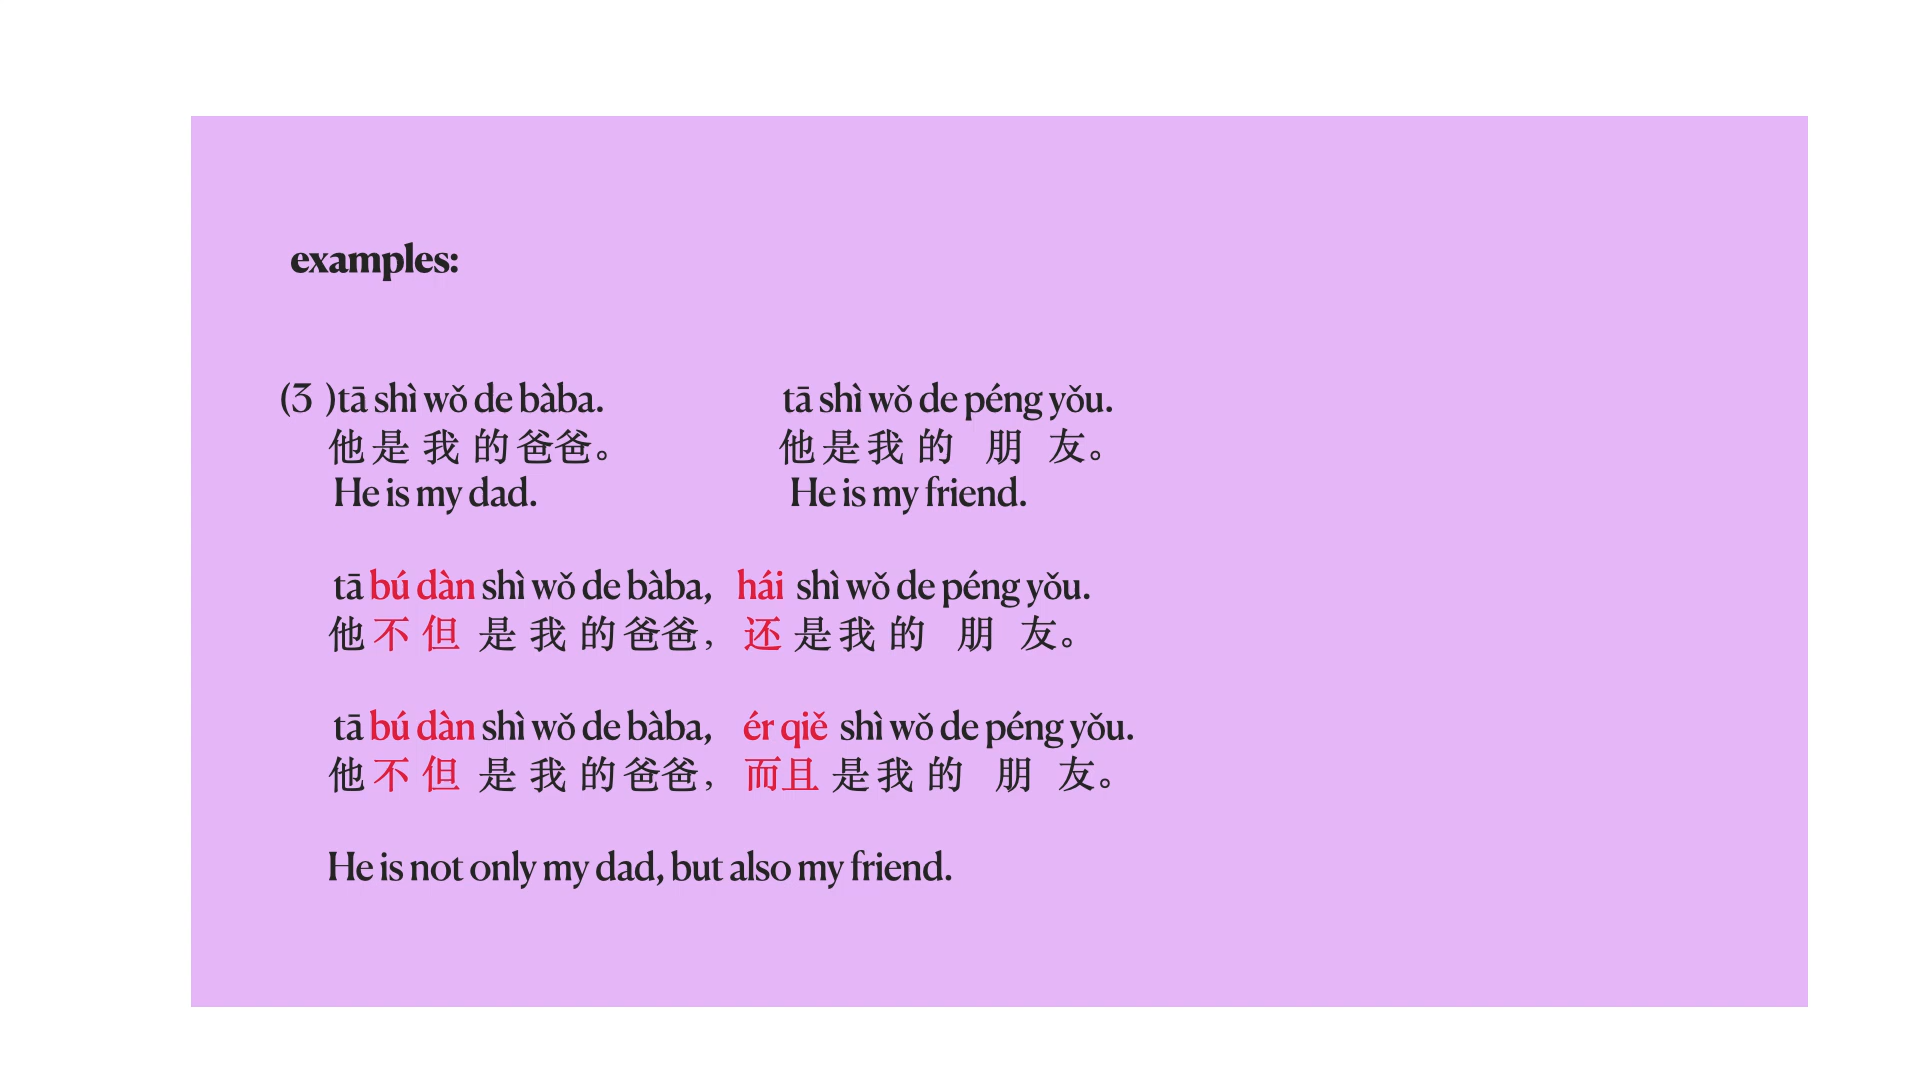 examples:
(3 )tā shì wǒ de bàba. tā shì wǒ de péng yǒu.
他是我的爸爸。 他是我的朋友。
He is my dad. He is my friend.
tā bú dàn shì wǒ de bàba, hái shì wǒ de péng yǒu.
他不但是我的爸爸, 还是我的朋友。
tā bú dàn shì wǒ de bàba, ér qiě shì wǒ de péng yǒu.
他不但是我的爸爸, 而且是我的朋友。
He is not only my dad, but also my friend.